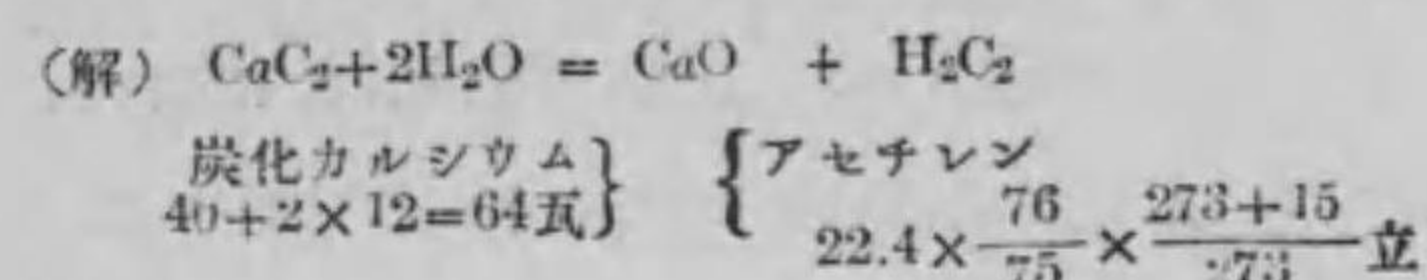 (解) CaC₂+2H₂O = CaO + H₂C₂
炭化カルシウム} {アセチレン
40+2×12=64瓦} 22.4×76/75×273+15/273立